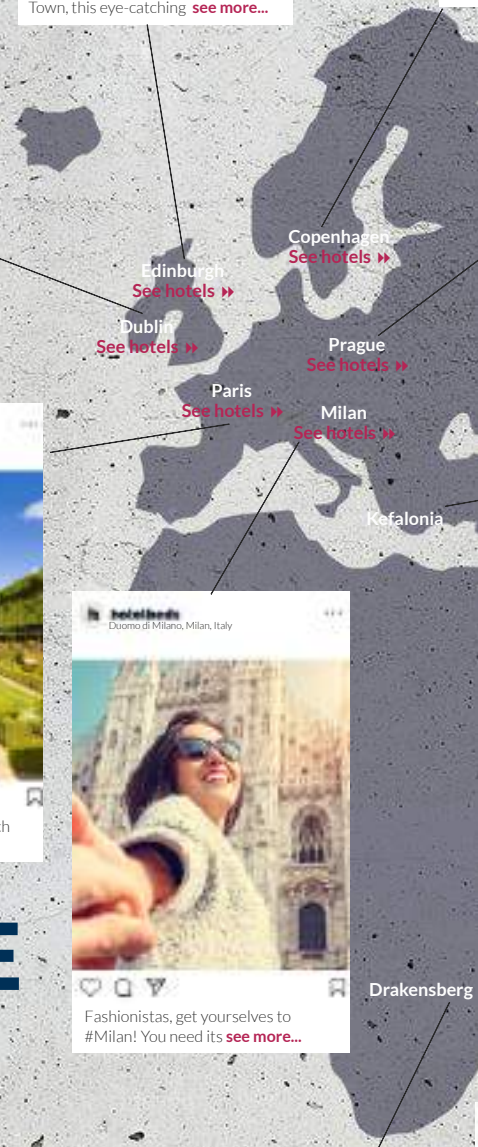 Town, this eye-catching see more...
Copenhagen
See hotels
Edinburgh
See hotels
Dublin
See hotels
Prague
See hotels
Paris
See hotels
Milan
See hotels
Kefalonia
hotelbeds
Duomo di Milano, Milan, Italy
Fashionistas, get yourselves to
#Milan! You need its see more...
Drakensberg